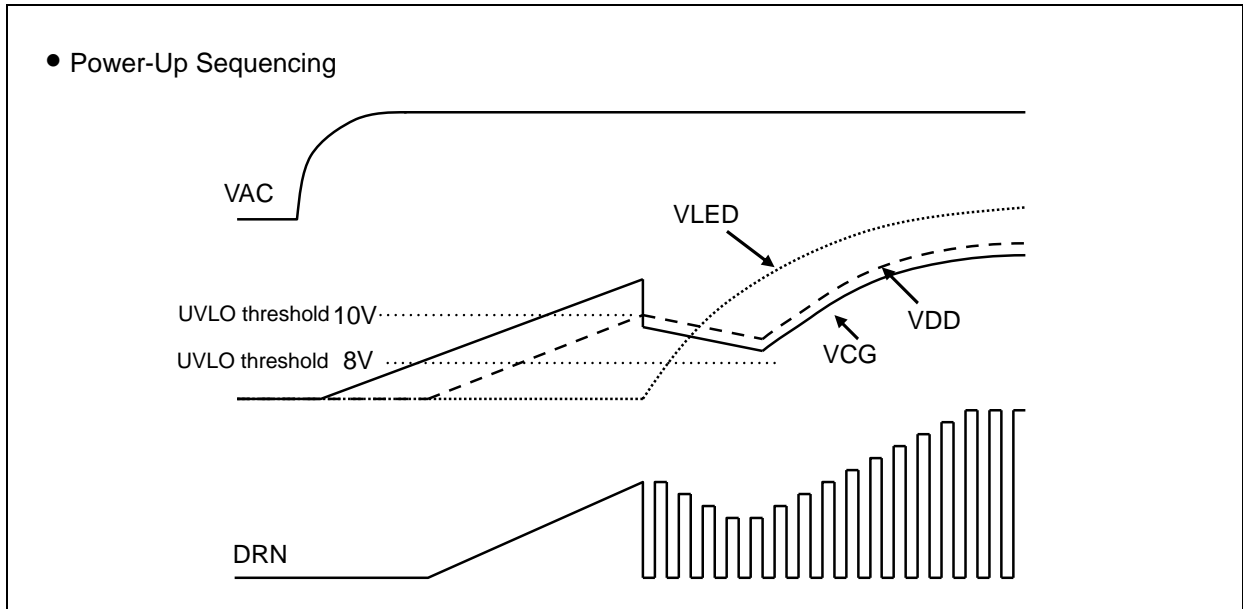 ● Power-Up Sequencing
VAC
VLED
UVLO threshold 10V
VDD
UVLO threshold 8V
VCG
DRN